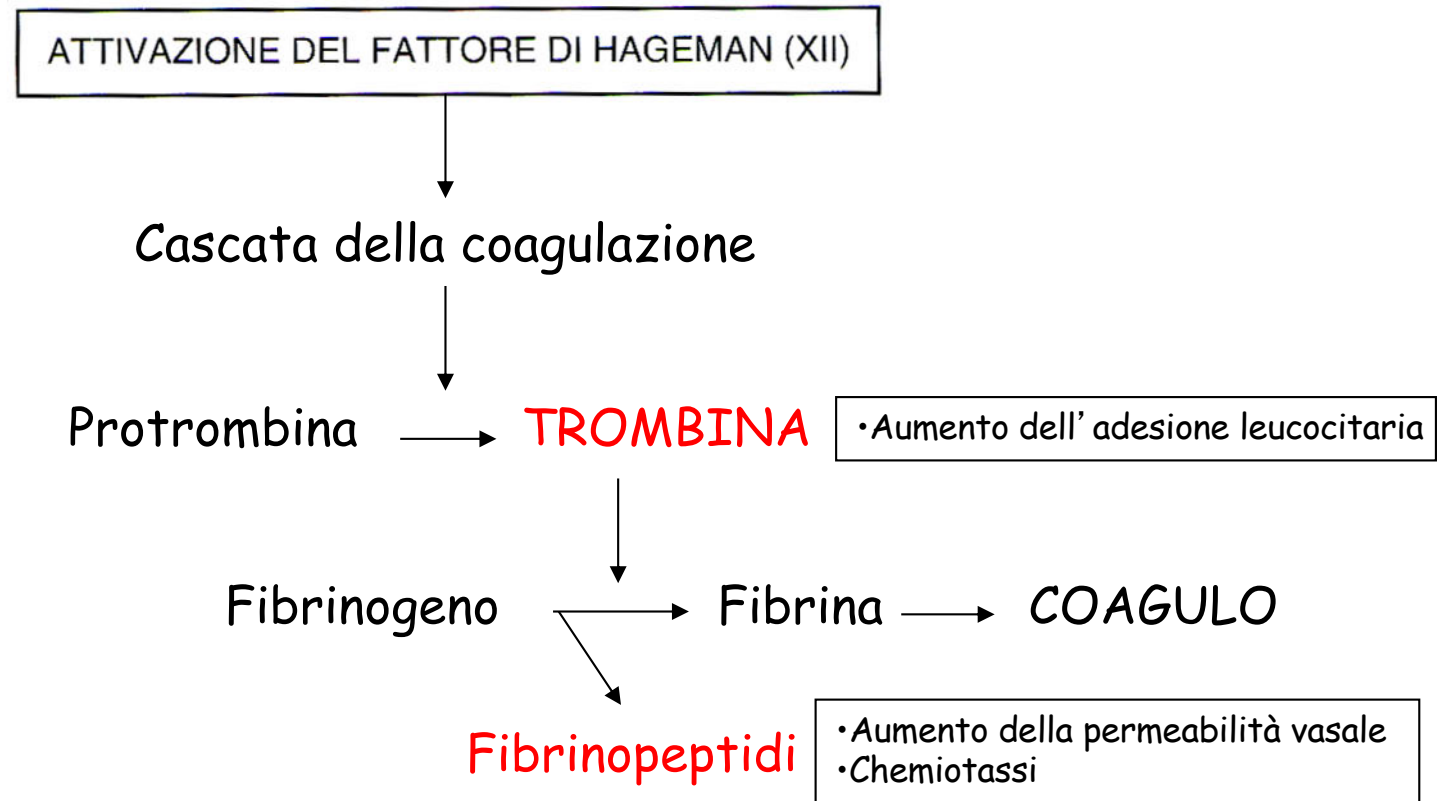 ATTIVAZIONE DEL FATTORE DI HAGEMAN (XII)
Cascata della coagulazione
Protrombina TROMBINA •Aumento dell’adesione leucocitaria
Fibrinogeno Fibrina COAGULO
Fibrinopeptidi •Aumento della permeabilità vasale
•Chemiotassi